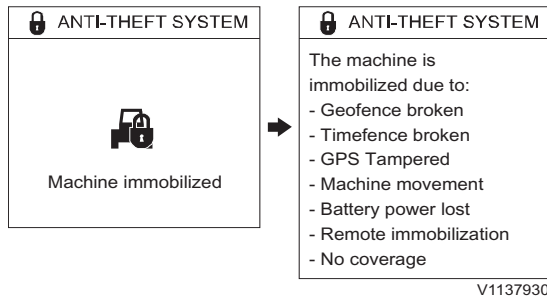 ANTI-THEFT SYSTEM
Machine immobilized
ANTI-THEFT SYSTEM
The machine is
immobilized due to:
- Geofence broken
- Timefence broken
- GPS Tampered
- Machine movement
- Battery power lost
- Remote immobilization
- No coverage
V1137930